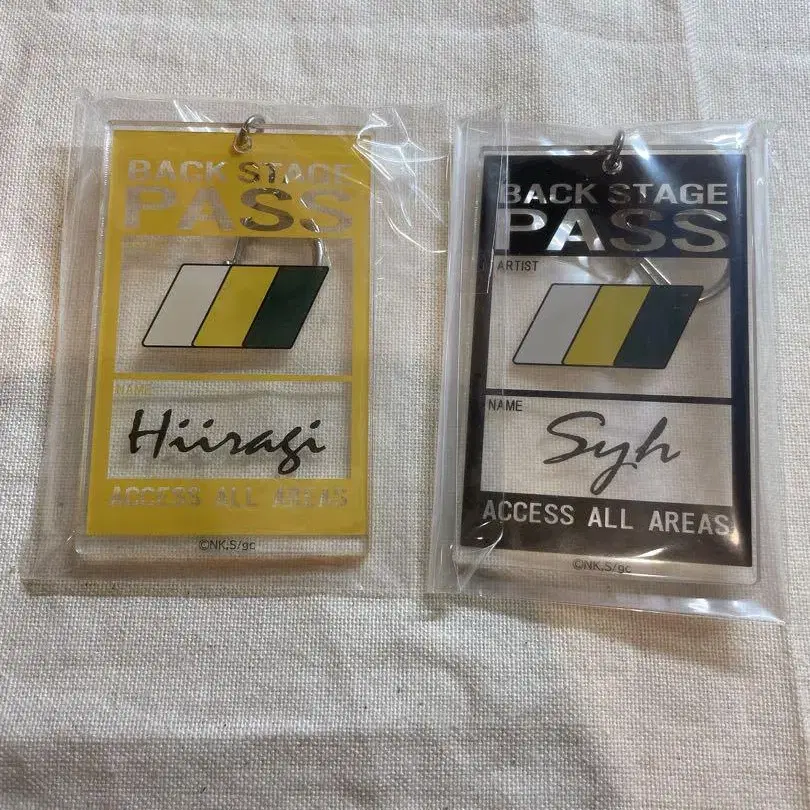 BACK STAGE
PASS
NAME
Hiiragi
ACCESS ALL AREAS
©NK,S/gc
BACK STAGE
PASS
ARTIST
NAME
Syh
ACCESS ALL AREAS
©NK,S/gc